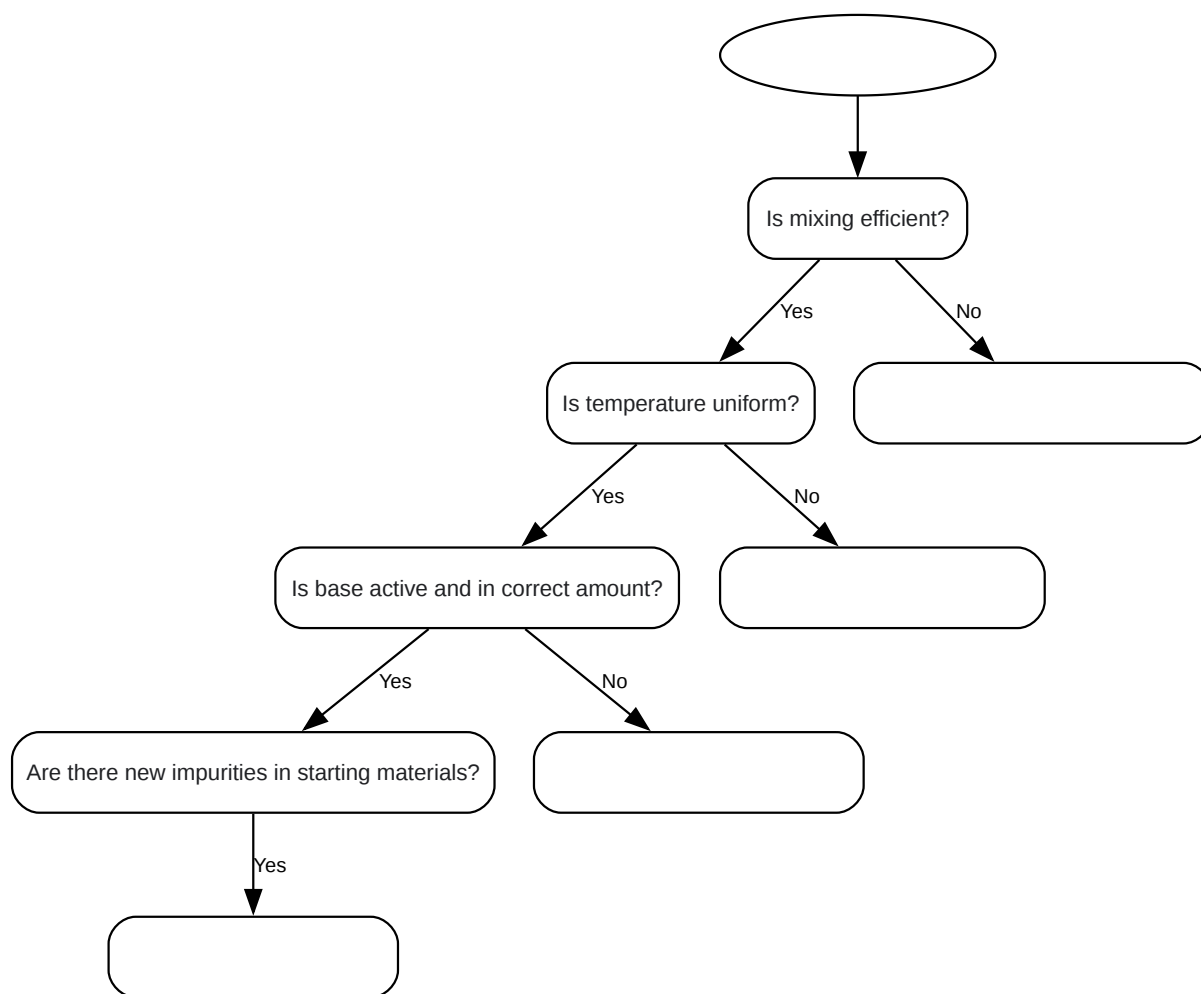 Is mixing efficient?
Yes
No
Is temperature uniform?
Yes
No
Is base active and in correct amount?
Yes
No
Are there new impurities in starting materials?
Yes